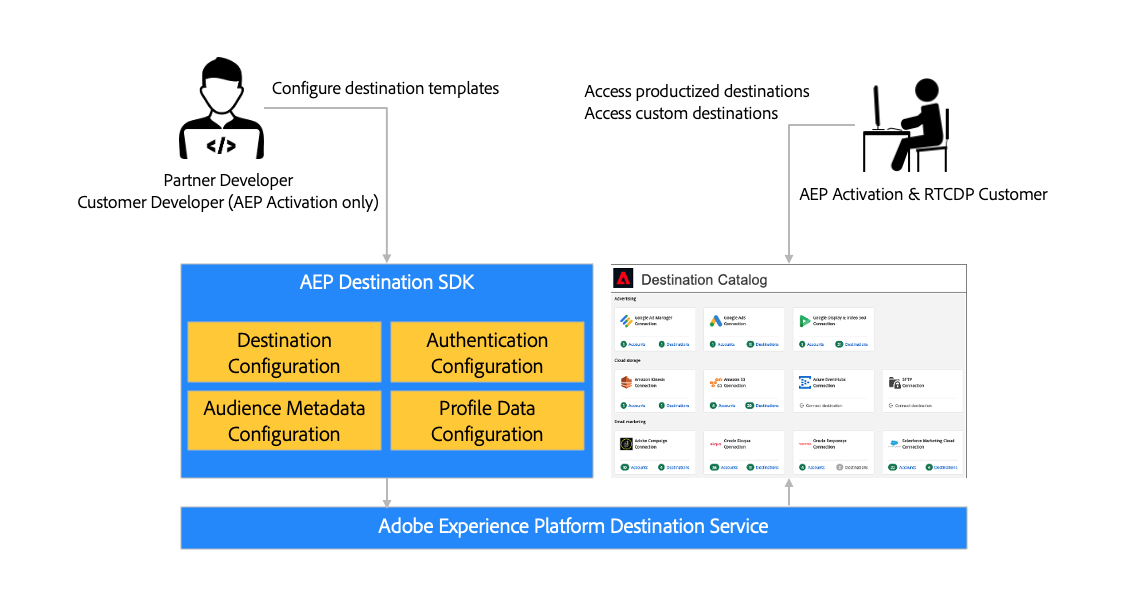 Configure destination templates
Access productized destinations
Access custom destinations
</>
Partner Developer
Customer Developer (AEP Activation only)
AEP Activation & RTCDP Customer
AEP Destination SDK
Destination
Configuration
Authentication
Configuration
Audience Metadata
Configuration
Profile Data
Configuration
Destination Catalog
Advertising
Google Ad Manager
Connection
Accounts
Destinations
Google Ads
Connection
Accounts
Destinations
Google Display & Video 360
Connection
Accounts
Destinations
Cloud storage
Amazon Kinesis
Connection
Accounts
Destinations
Amazon S3
Connection
Accounts
Destinations
Azure EventHubs
Connection
Connect destination
SFTP
Connection
Connect destination
Email marketing
Adobe Campaign
Connection
Accounts
Destinations
Oracle Eloqua
Connection
Accounts
Destinations
Oracle Responsys
Connection
Accounts
Destinations
Salesforce Marketing Cloud
Connection
Accounts
Destinations
Adobe Experience Platform Destination Service